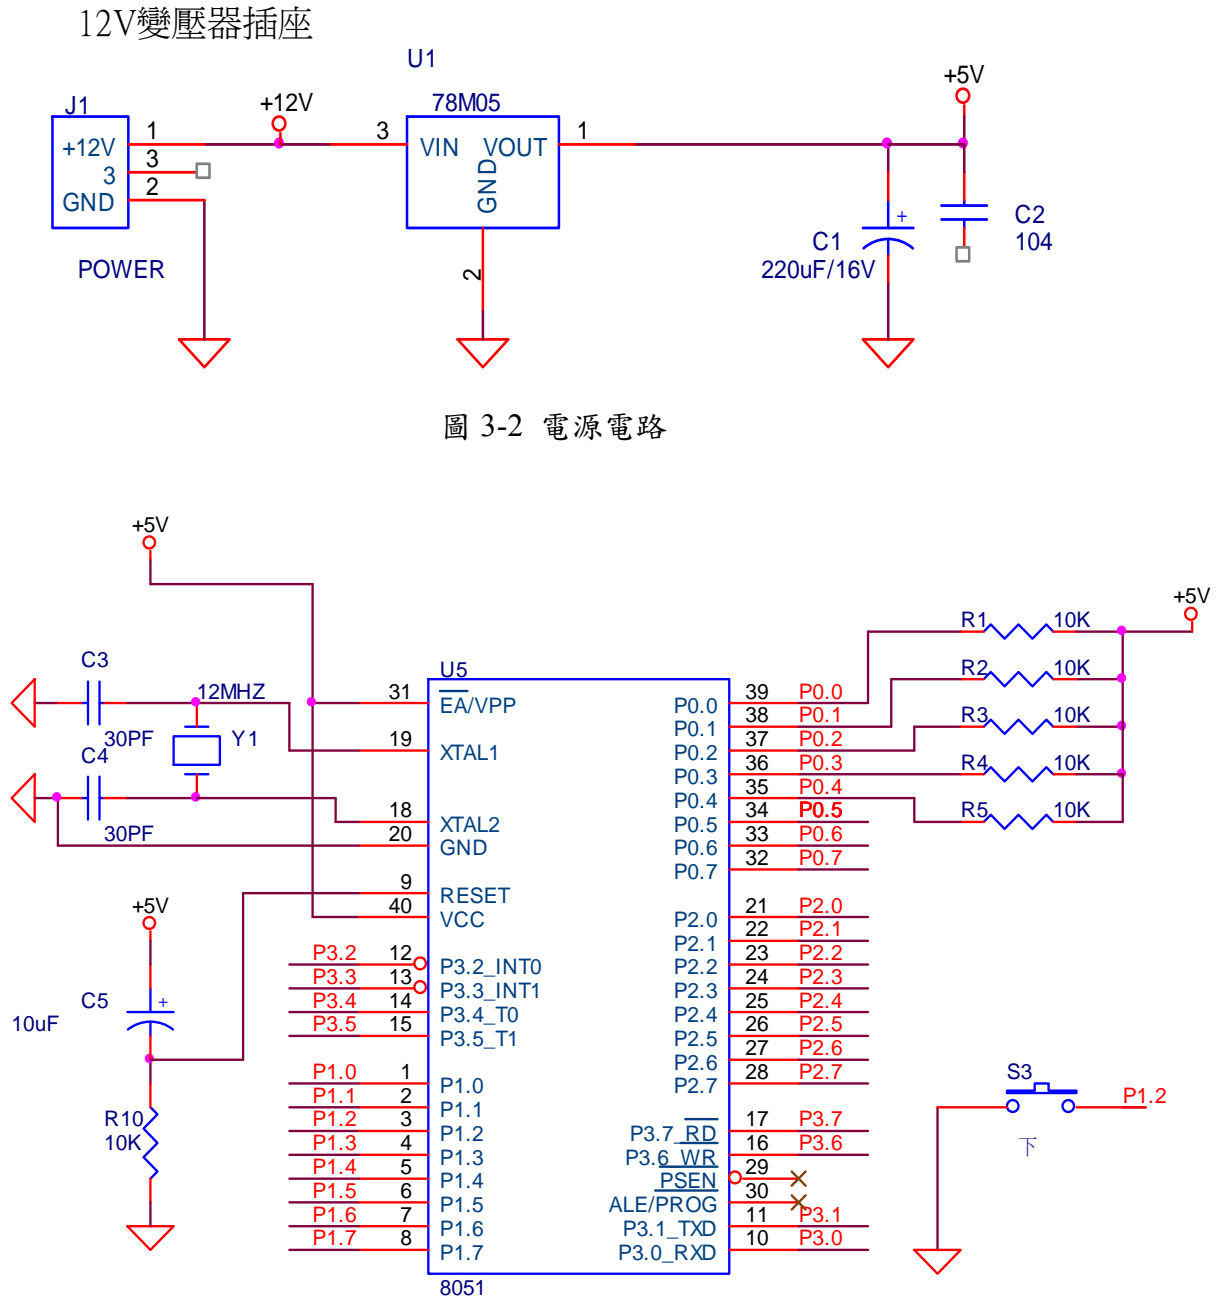 12V變壓器插座
U1
+5V
J1
+12V
78M05
1
+12V
3
VIN
VOUT
GND
1
3
3
2
GND
2
+
C1
220uF/16V
C2
104
POWER
圖 3-2 電源電路
+5V
+5V
R1
10K
C3
U5
R2
10K
12MHZ
31
EA/VPP
P0.0
39
P0.0
P0.1
38
P0.1
R3
10K
30PF
Y1
19
XTAL1
P0.2
37
P0.2
C4
P0.3
36
P0.3
R4
10K
P0.4
35
P0.4
30PF
18
XTAL2
P0.5
34
P0.5
R5
10K
20
GND
P0.6
33
P0.6
P0.7
32
P0.7
9
RESET
+5V
40
VCC
P2.0
21
P2.0
P2.1
22
P2.1
P3.2
12
P3.2_INT0
P2.2
23
P2.2
P3.3
13
P3.3_INT1
P2.3
24
P2.3
C5
+
P3.4
14
P3.4_T0
P2.4
25
P2.4
10uF
P3.5
15
P3.5_T1
P2.5
26
P2.5
P2.6
27
P2.6
P1.0
1
P1.0
P2.7
28
P2.7
S3
P1.1
2
P1.1
P1.2
R10
10K
P1.2
3
P1.2
P3.7_RD
17
P3.7
下
P1.3
4
P1.3
P3.6_WR
16
P3.6
P1.4
5
P1.4
PSEN
29
P1.5
6
P1.5
ALE/PROG
30
P1.6
7
P1.6
P3.1_TXD
11
P3.1
P1.7
8
P1.7
P3.0_RXD
10
P3.0
8051